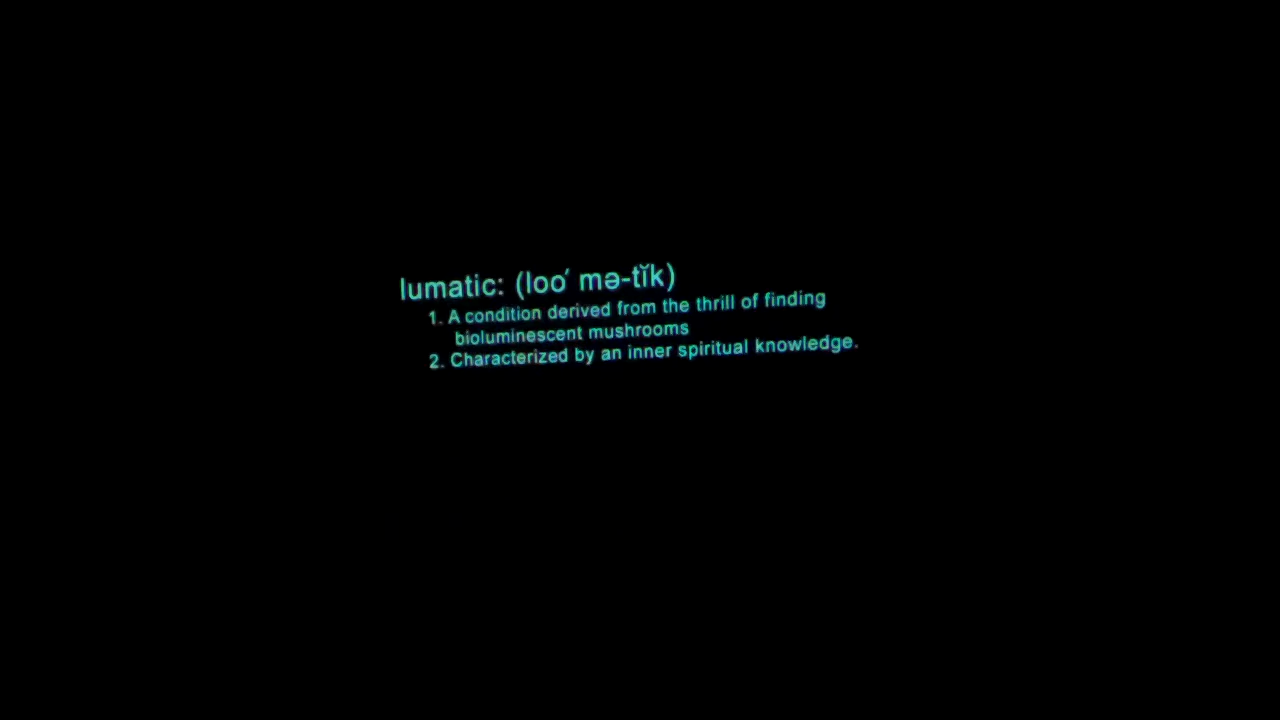 lumatic: (looʹ mə-tĭk)
1. A condition derived from the thrill of finding
bioluminescent mushrooms
2. Characterized by an inner spiritual knowledge.